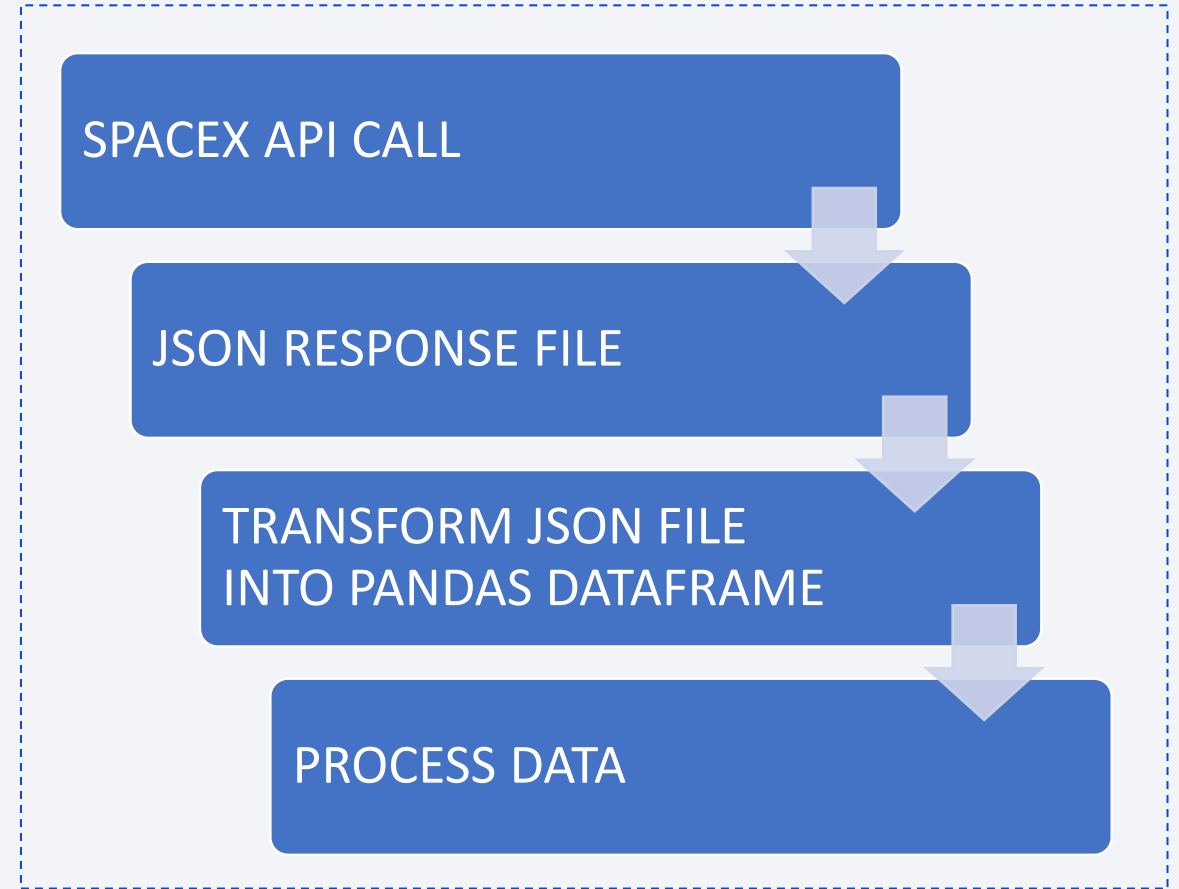 SPACEX API CALL
JSON RESPONSE FILE
TRANSFORM JSON FILE
INTO PANDAS DATAFRAME
PROCESS DATA